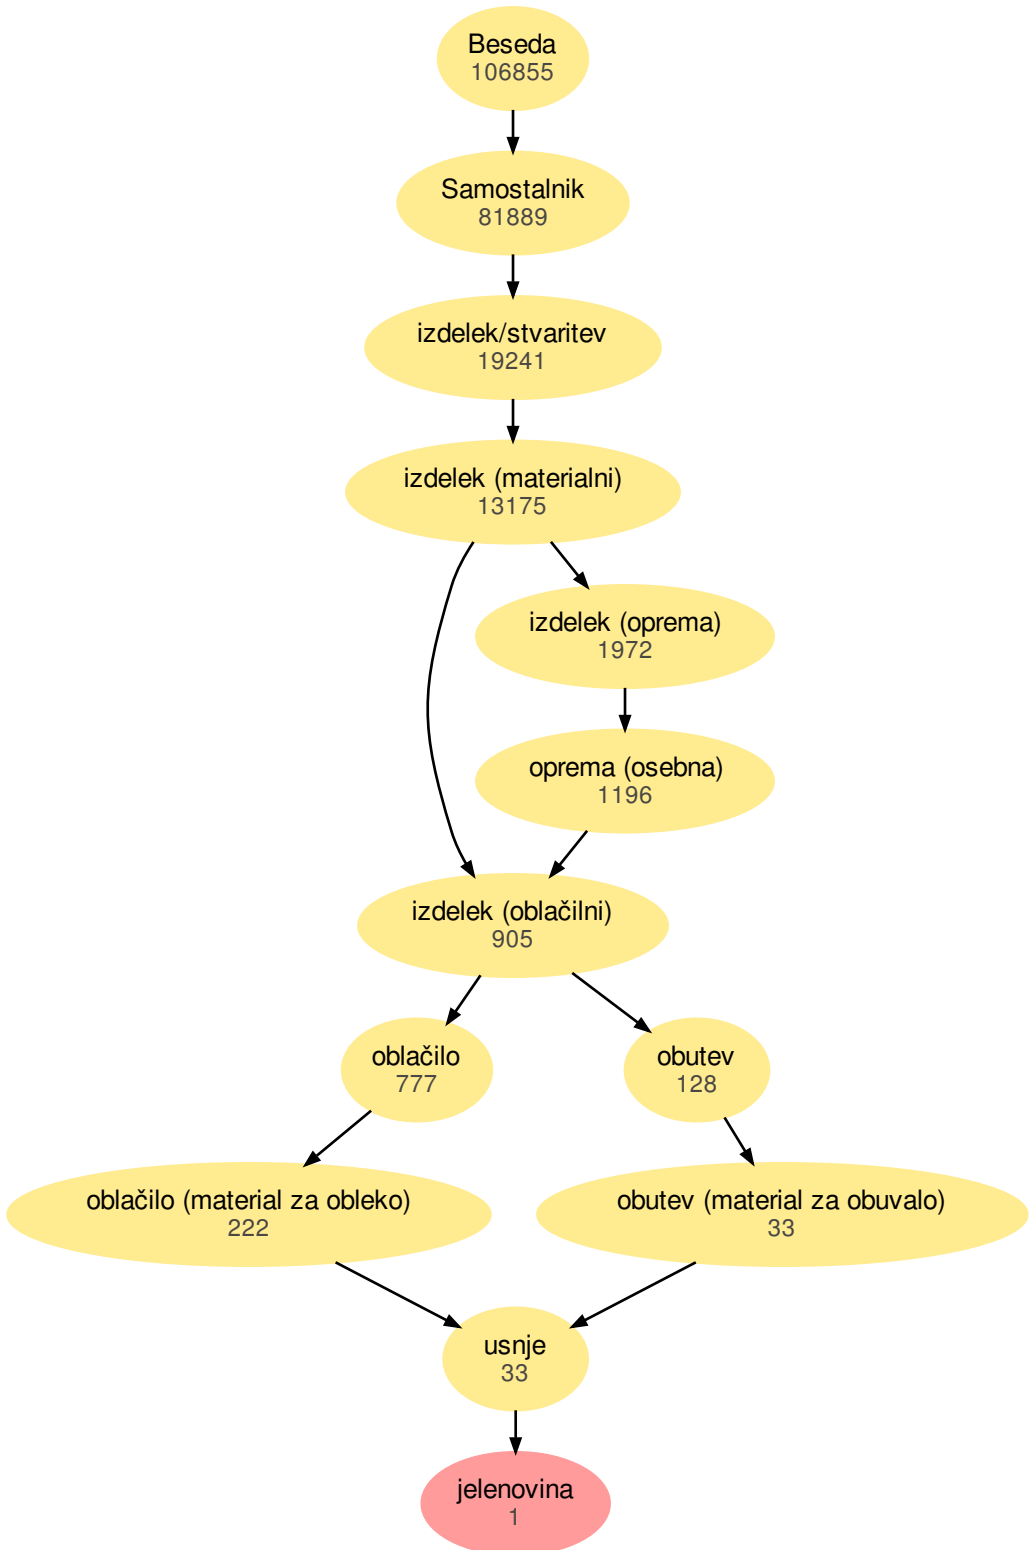 Beseda
106855
Samostalnik
81889
izdelek/stvaritev
19241
izdelek (materialni)
13175
izdelek (oprema)
1972
oprema (osebna)
1196
izdelek (oblačilni)
905
oblačilo
777
obutev
128
oblačilo (material za obleko)
222
obutev (material za obuvalo)
33
usnje
33
jelenovina
1